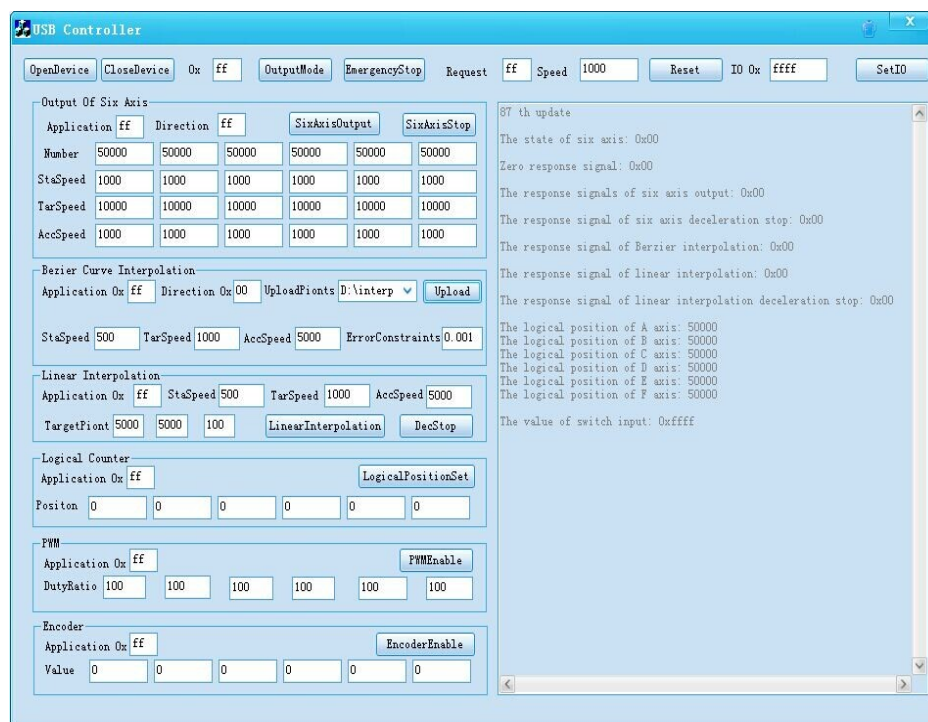 USB Controller
X
OpenDevice CloseDevice 0x ff OutputMode EmergencyStop Request ff Speed 1000 Reset IO 0x ffff SetIO
Output Of Six Axis
Application ff Direction ff SixAxisOutput SixAxisStop
Number 50000 50000 50000 50000 50000 50000
StaSpeed 1000 1000 1000 1000 1000 1000
TarSpeed 10000 10000 10000 10000 10000 10000
AccSpeed 1000 1000 1000 1000 1000 1000
Bezier Curve Interpolation
Application 0x ff Direction 0x 00 UploadPionts D:\interp Upload
StaSpeed 500 TarSpeed 1000 AccSpeed 5000 ErrorConstraints 0.001
Linear Interpolation
Application 0x ff StaSpeed 500 TarSpeed 1000 AccSpeed 5000
TargetPiont 5000 5000 100 LinearInterpolation DecStop
Logical Counter
Application 0x ff LogicalPositionSet
Positon 0 0 0 0 0 0
PWM
Application 0x ff PWMEnable
DutyRatio 100 100 100 100 100 100
Encoder
Application 0x ff EncoderEnable
Value 0 0 0 0 0 0
87 th update
The state of six axis: 0x00
Zero response signal: 0x00
The response signals of six axis output: 0x00
The response signal of six axis deceleration stop: 0x00
The response signal of Berzier interpolation: 0x00
The response signal of linear interpolation: 0x00
The response signal of linear interpolation deceleration stop: 0x00
The logical position of A axis: 50000
The logical position of B axis: 50000
The logical position of C axis: 50000
The logical position of D axis: 50000
The logical position of E axis: 50000
The logical position of F axis: 50000
The value of switch input: 0xffff